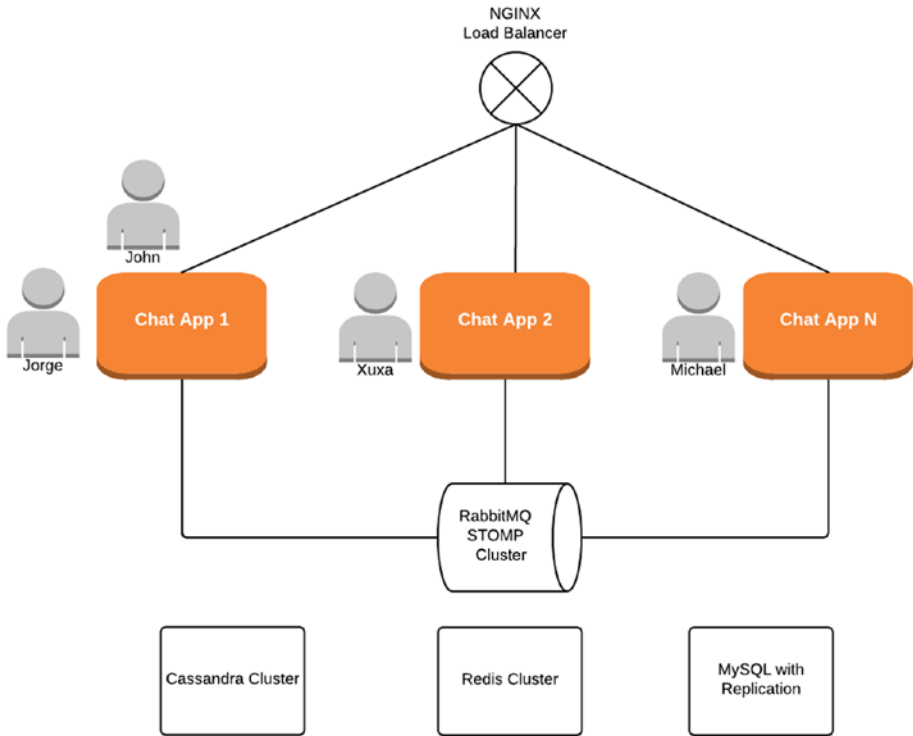 NGINX
Load Balancer
John
Jorge
Chat App 1
Xuxa
Chat App 2
Michael
Chat App N
RabbitMQ
STOMP
Cluster
Cassandra Cluster
Redis Cluster
MySQL with
Replication